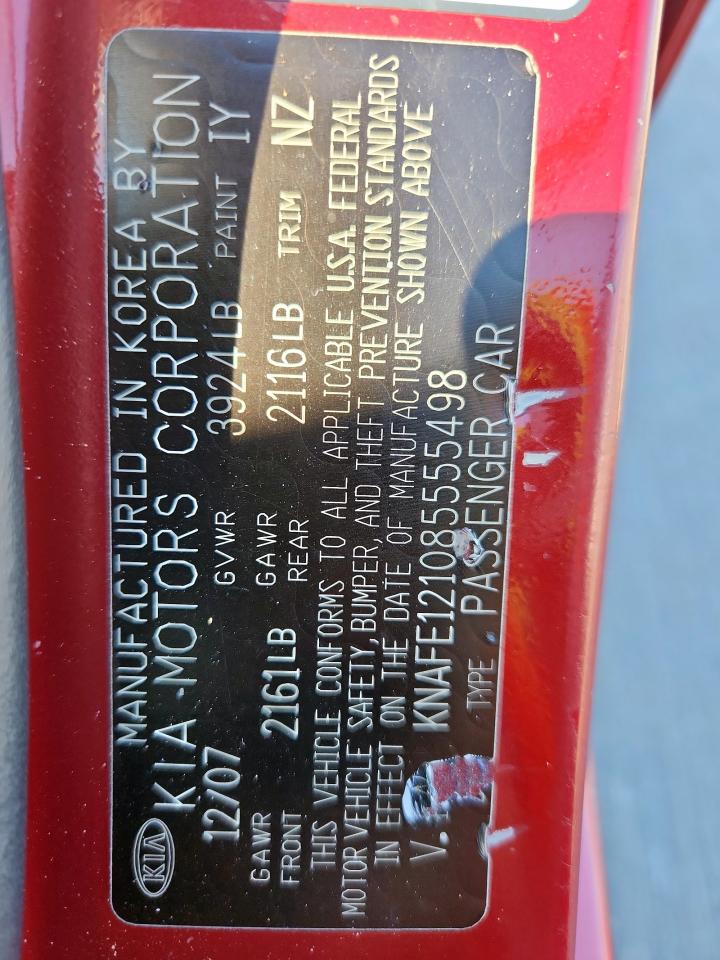 KIA
MANUFACTURED IN KOREA BY
KIA MOTORS CORPORATION
12/07 GVWR 3924LB PAINT IY
GAWR FRONT 2161LB GAWR REAR 2116LB TRIM NZ
THIS VEHICLE CONFORMS TO ALL APPLICABLE U.S.A. FEDERAL
MOTOR VEHICLE SAFETY, BUMPER, AND THEFT PREVENTION STANDARDS
IN EFFECT ON THE DATE OF MANUFACTURE SHOWN ABOVE
V. KNAFE121085555498
TYPE PASSENGER CAR